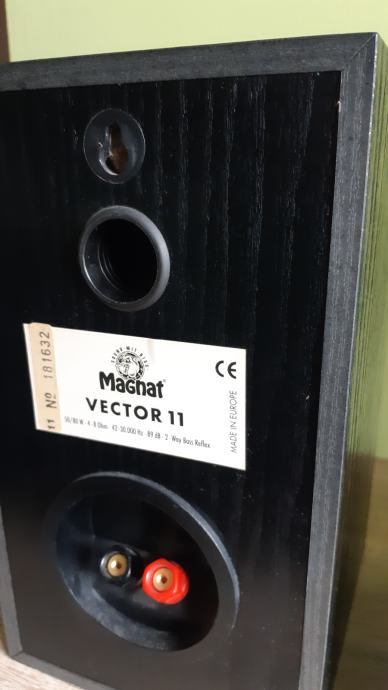 11 Nº 181632
Magnat
VECTOR 11
50/80 W · 4 - 8 Ohm · 42 - 30.000 Hz · 89 dB · 2 - Way Bass Reflex
CE
MADE IN EUROPE